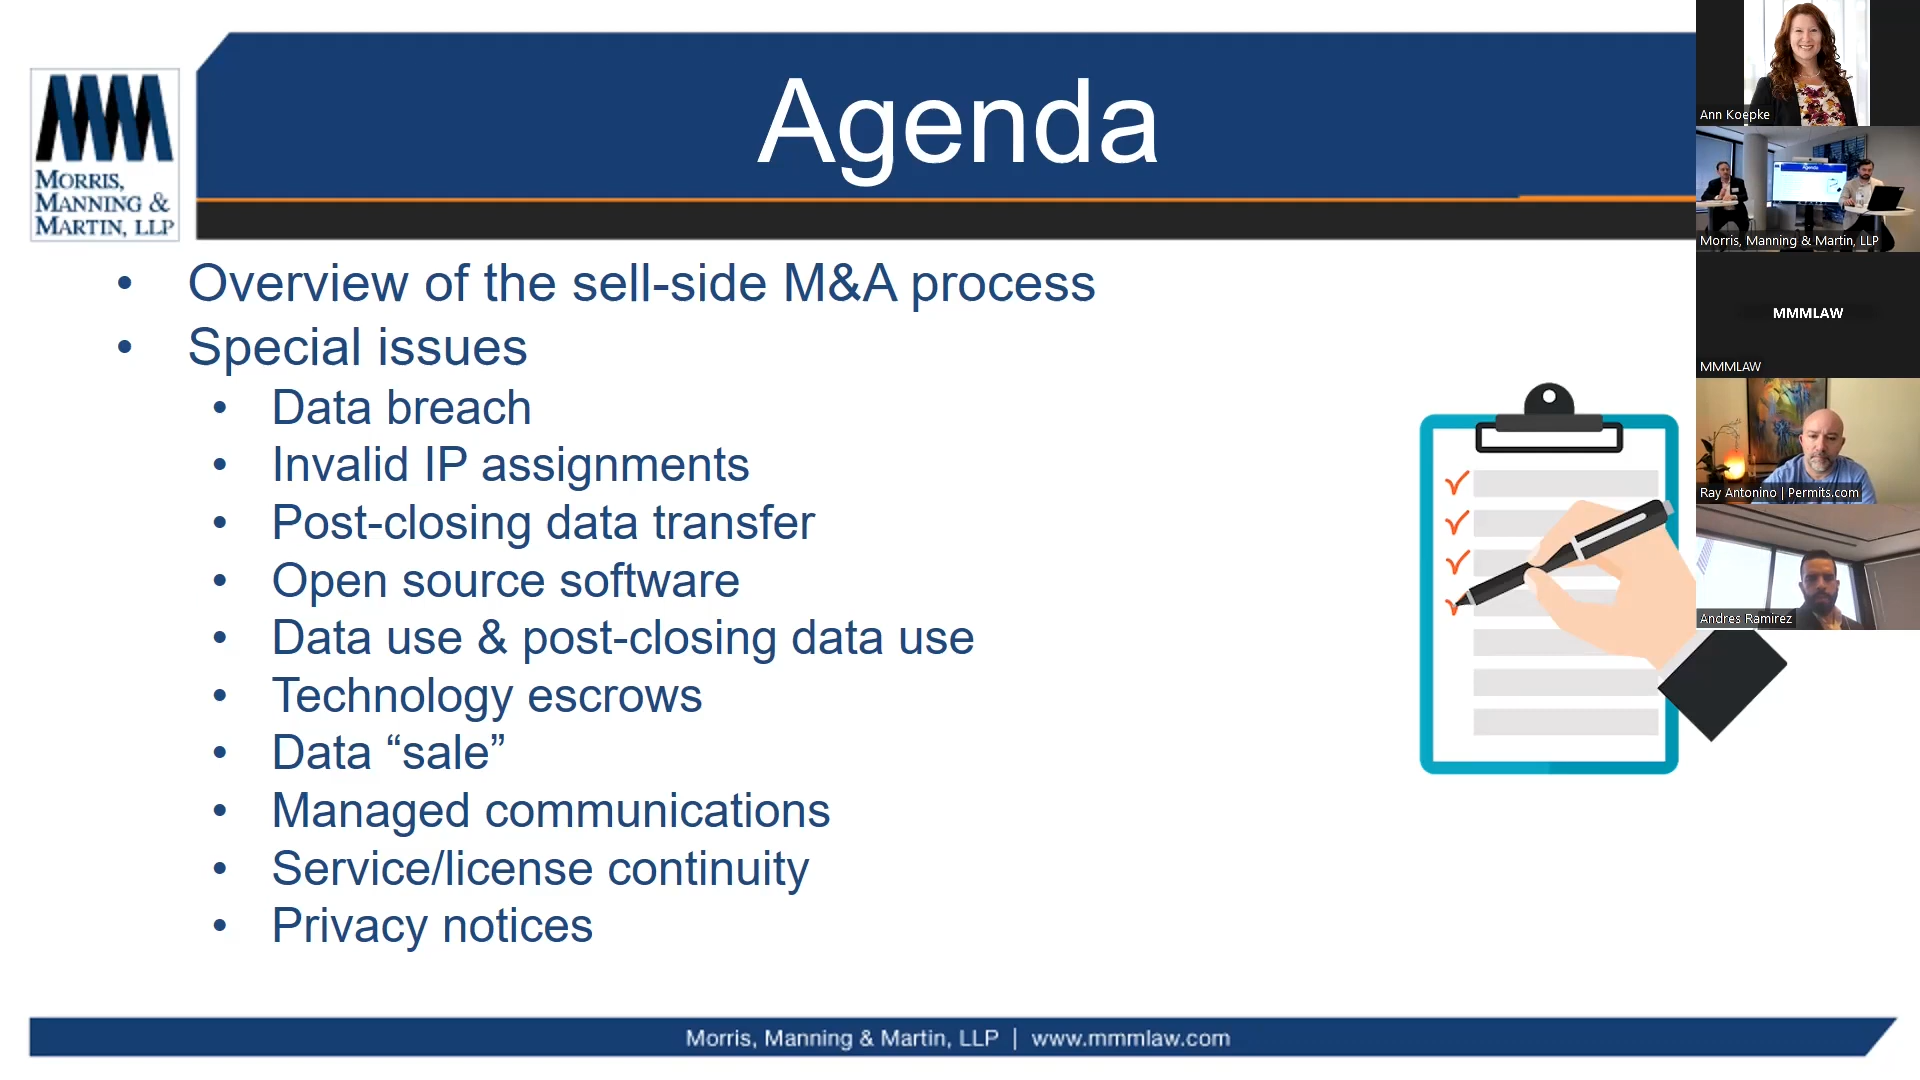 Agenda
MORRIS,
MANNING &
MARTIN, LLP
• Overview of the sell-side M&A process
• Special issues
• Data breach
• Invalid IP assignments
• Post-closing data transfer
• Open source software
• Data use & post-closing data use
• Technology escrows
• Data “sale”
• Managed communications
• Service/license continuity
• Privacy notices
Morris, Manning & Martin, LLP | www.mmmlaw.com
Ann Koepke
Agenda
Morris, Manning & Martin, LLP
MMMLAW
MMMLAW
Ray Antonino | Permits.com
Andres Ramirez